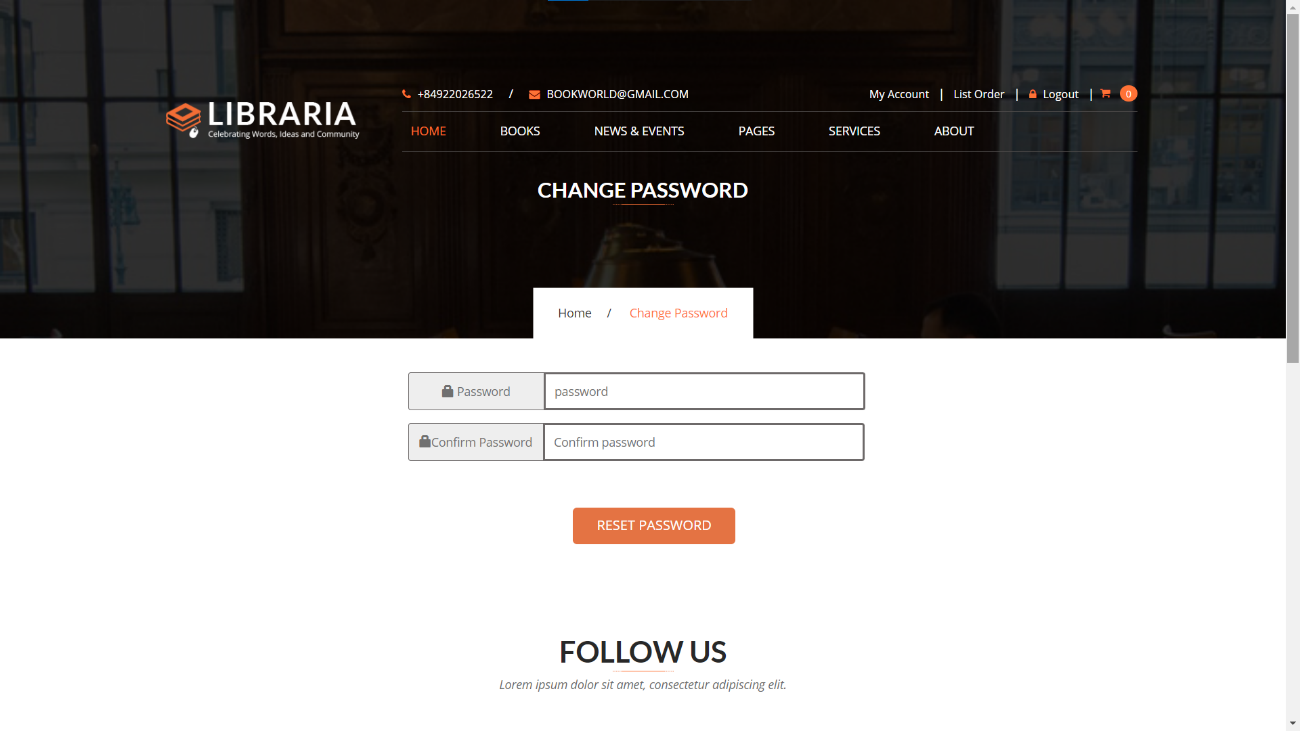 +84922026522 / BOOKWORLD@GMAIL.COM My Account | List Order | Logout | 0
LIBRARIA
Celebrating Words, Ideas and Community
HOME BOOKS NEWS & EVENTS PAGES SERVICES ABOUT
CHANGE PASSWORD
Home / Change Password
Password password
Confirm Password Confirm password
RESET PASSWORD
FOLLOW US
Lorem ipsum dolor sit amet, consectetur adipiscing elit.